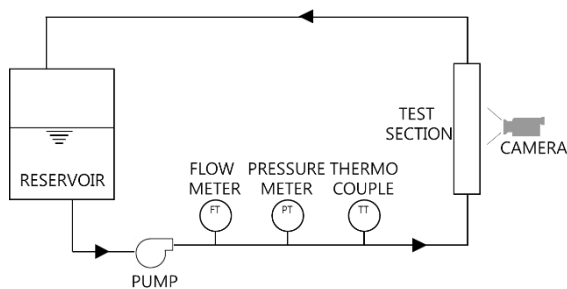 RESERVOIR
PUMP
FLOW
METER
FT
PRESSURE
METER
PT
THERMO
COUPLE
TT
TEST
SECTION
CAMERA